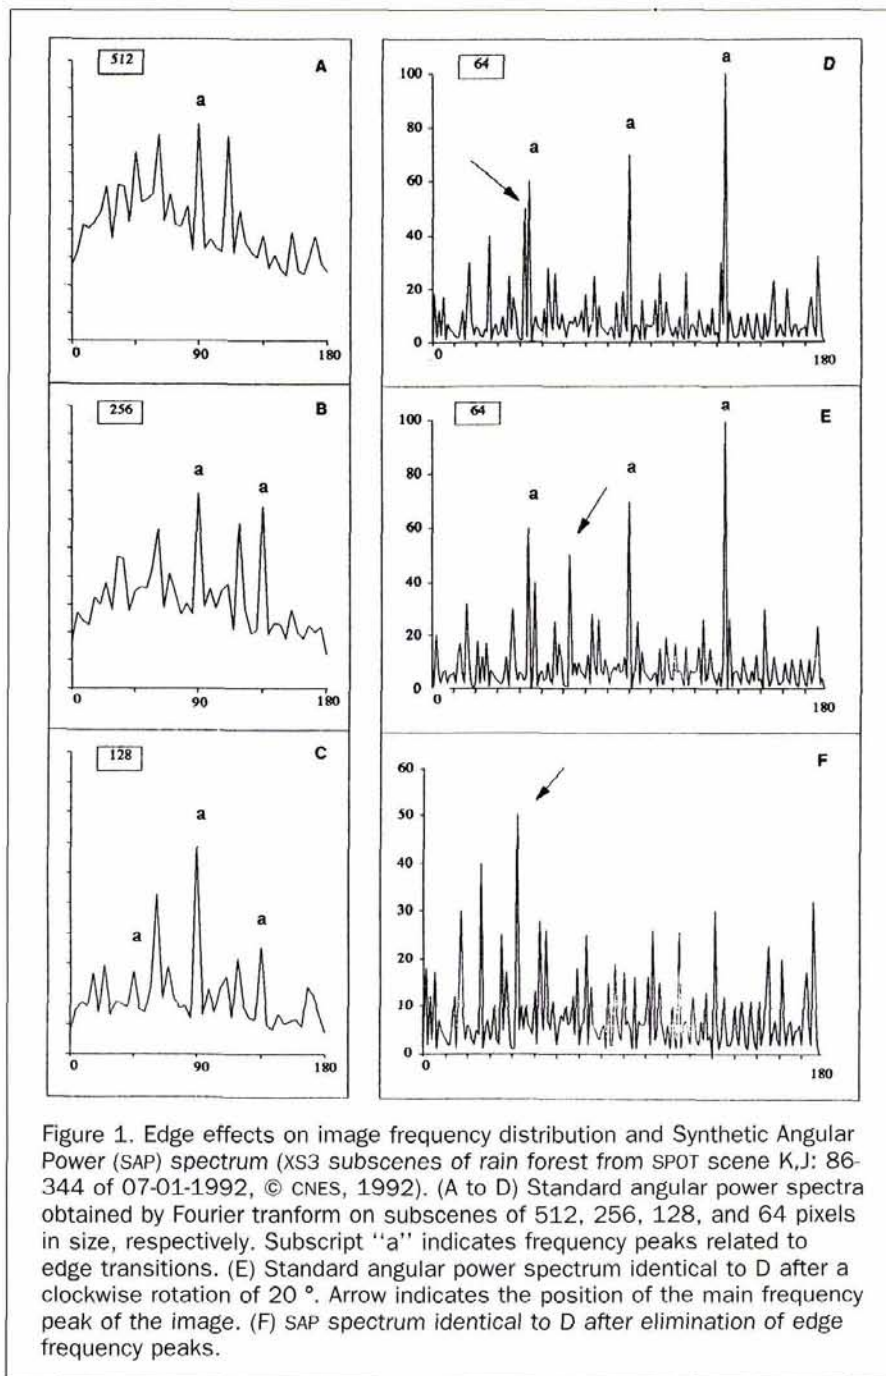 512
A
a
0
90
180
256
B
a
a
0
90
180
128
C
a
a
a
0
90
180
64
D
a
a
a
100
80
60
40
20
0
0
180
64
E
a
a
a
100
80
60
40
20
0
0
180
F
60
50
40
30
20
10
0
0
180
Figure 1. Edge effects on image frequency distribution and Synthetic Angular
Power (SAP) spectrum (XS3 subscenes of rain forest from SPOT scene K,J: 86-
344 of 07-01-1992, © CNES, 1992). (A to D) Standard angular power spectra
obtained by Fourier tranform on subscenes of 512, 256, 128, and 64 pixels
in size, respectively. Subscript "a" indicates frequency peaks related to
edge transitions. (E) Standard angular power spectrum identical to D after a
clockwise rotation of 20 °. Arrow indicates the position of the main frequency
peak of the image. (F) SAP spectrum identical to D after elimination of edge
frequency peaks.